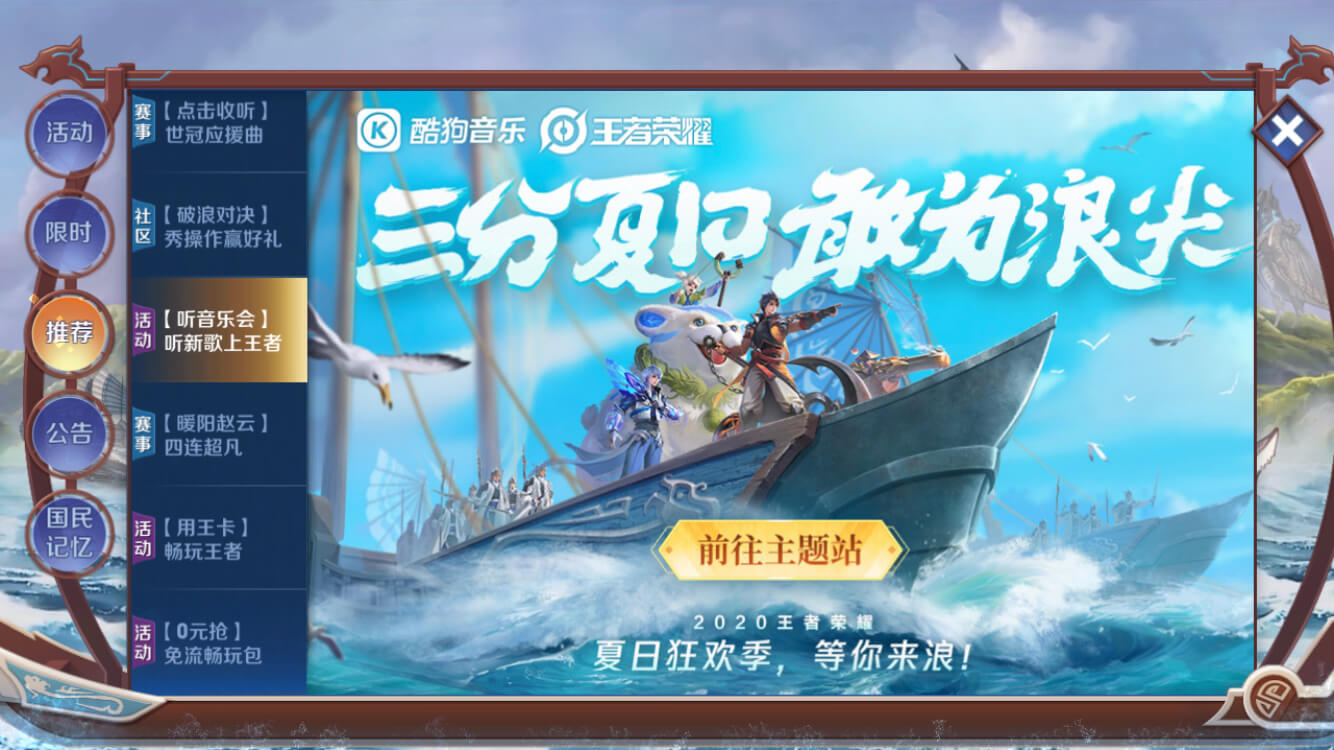 活动
限时
推荐
公告
国民
记忆
赛事
【点击收听】
世冠应援曲
社区
【破浪对决】
秀操作赢好礼
活动
【听音乐会】
听新歌上王者
赛事
【暖阳赵云】
四连超凡
活动
【用王卡】
畅玩王者
活动
【0元抢】
免流畅玩包
K 酷狗音乐 王者荣耀
三分夏日 敢为浪尖
前往主题站
2020王者荣耀
夏日狂欢季，等你来浪！